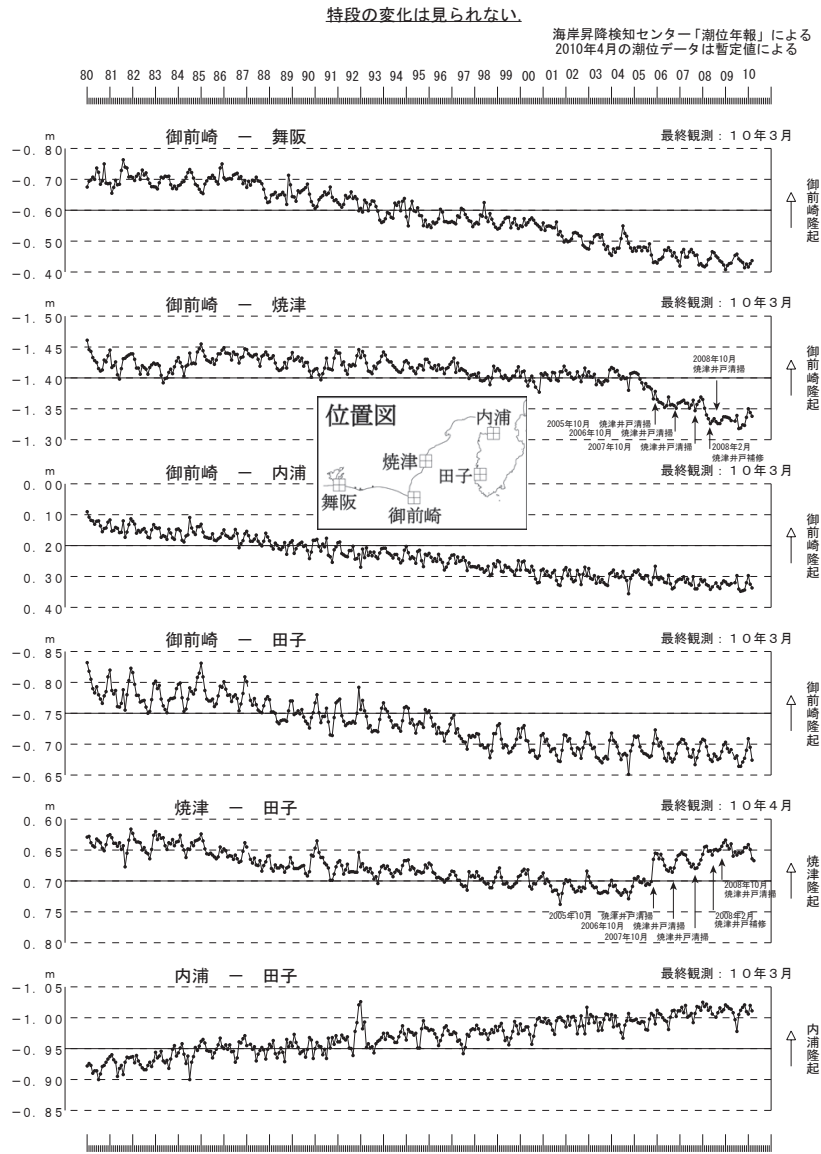 特段の変化は見られない.
海岸昇降検知センター「潮位年報」による
2010年4月の潮位データは暫定値による
80 81 82 83 84 85 86 87 88 89 90 91 92 93 94 95 96 97 98 99 00 01 02 03 04 05 06 07 08 09 10
御前崎 － 舞阪
最終観測：１０年３月
m
－0. 80
－0. 70
－0. 60
－0. 50
－0. 40
御前崎隆起
御前崎 － 焼津
最終観測：１０年３月
m
－1. 50
－1. 45
－1. 40
－1. 35
－1. 30
御前崎隆起
2008年10月
焼津井戸清掃
2005年10月 焼津井戸清掃
2006年10月 焼津井戸清掃
2007年10月 焼津井戸清掃
2008年2月
焼津井戸補修
位置図
内浦
焼津
田子
舞阪
御前崎
御前崎 － 内浦
最終観測：１０年３月
m
0. 00
0. 10
0. 20
0. 30
0. 40
御前崎隆起
御前崎 － 田子
最終観測：１０年３月
m
－0. 85
－0. 80
－0. 75
－0. 70
－0. 65
御前崎隆起
焼津 － 田子
最終観測：１０年４月
m
0. 60
0. 65
0. 70
0. 75
0. 80
焼津隆起
2008年10月
焼津井戸清掃
2005年10月 焼津井戸清掃
2006年10月 焼津井戸清掃
2007年10月 焼津井戸清掃
2008年2月
焼津井戸補修
内浦 － 田子
最終観測：１０年３月
m
－1. 05
－1. 00
－0. 95
－0. 90
－0. 85
内浦隆起